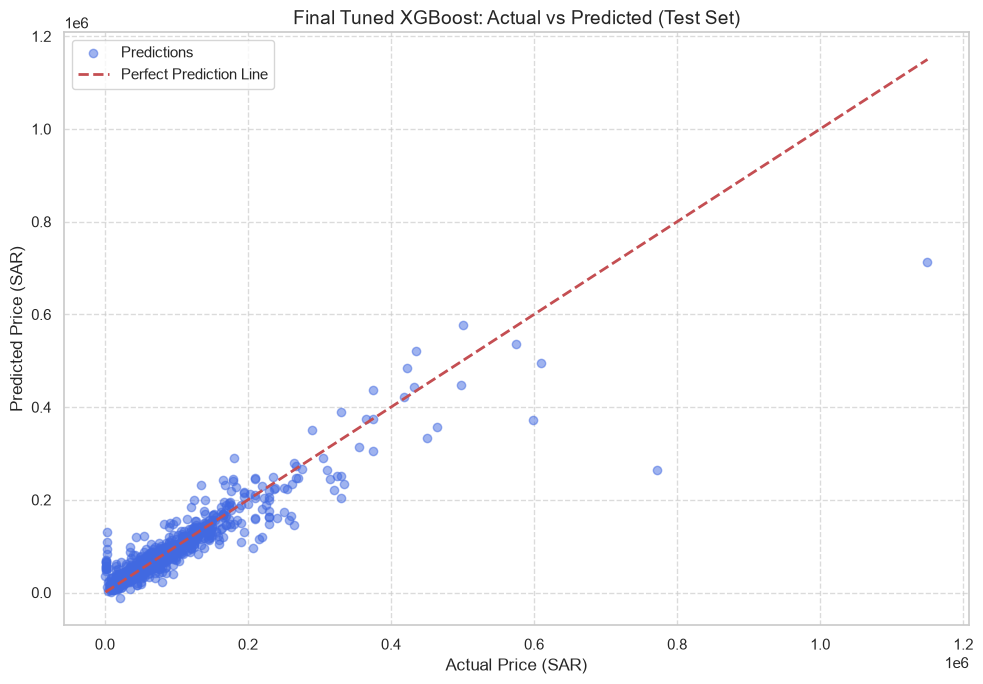 Final Tuned XGBoost: Actual vs Predicted (Test Set)
1e6
Predictions
Perfect Prediction Line
1.2
1.0
0.8
0.6
0.4
0.2
0.0
Predicted Price (SAR)
0.0 0.2 0.4 0.6 0.8 1.0 1.2
1e6
Actual Price (SAR)